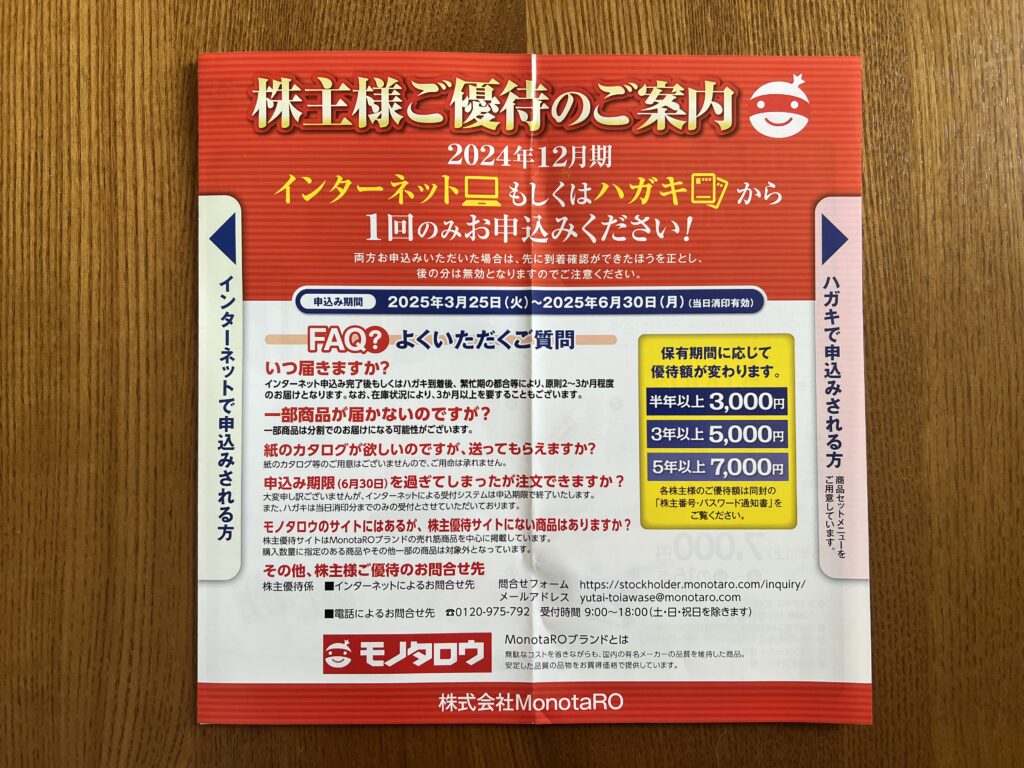 株主様ご優待のご案内
2024年12月期
インターネット もしくはハガキ から
1回のみお申込みください！
両方お申込みいただいた場合は、先に到着確認ができたほうを正とし、
後の分は無効となりますのでご注意ください。
申込み期間 2025年3月25日（火）～2025年6月30日（月）（当日消印有効）
インターネットで申込みされる方
FAQ? よくいただくご質問
いつ届きますか？
インターネット申込み完了後もしくはハガキ到着後、繁忙期の都合等により、原則2～3か月程度
のお届けとなります。なお、在庫状況により、3か月以上を要することもございます。
一部商品が届かないのですが？
一部商品は分割でのお届けになる可能性がございます。
紙のカタログが欲しいのですが、送ってもらえますか？
紙のカタログ等のご用意はございませんので、ご用命は承れません。
申込み期限（6月30日）を過ぎてしまったが注文できますか？
大変申し訳ございませんが、インターネットによる受付システムは申込期限で終了いたします。
また、ハガキは当日消印分までのみの受付とさせていただいております。
モノタロウのサイトにはあるが、株主優待サイトにない商品はありますか？
株主優待サイトはMonotaROブランドの売れ筋商品を中心に掲載しています。
購入数量に指定のある商品やその他一部の商品は対象外となっています。
保有期間に応じて
優待額が変わります。
半年以上 3,000円
3年以上 5,000円
5年以上 7,000円
各株主様のご優待額は同封の
「株主番号・パスワード通知書」を
ご覧ください。
ハガキで申込みされる方
商品セットメニューを
ご用意しています。
その他、株主様ご優待のお問合せ先
株主優待係 ■インターネットによるお問合せ先 問合せフォーム https://stockholder.monotaro.com/inquiry/
メールアドレス yutai-toiawase@monotaro.com
■電話によるお問合せ先 ☎0120-975-792 受付時間 9:00～18:00（土・日・祝日を除きます）
モノタロウ
MonotaROブランドとは
無駄なコストを省きながらも、国内の有名メーカーの品質を維持した商品。
安定した品質の品物をお買得価格で提供しています。
株式会社MonotaRO